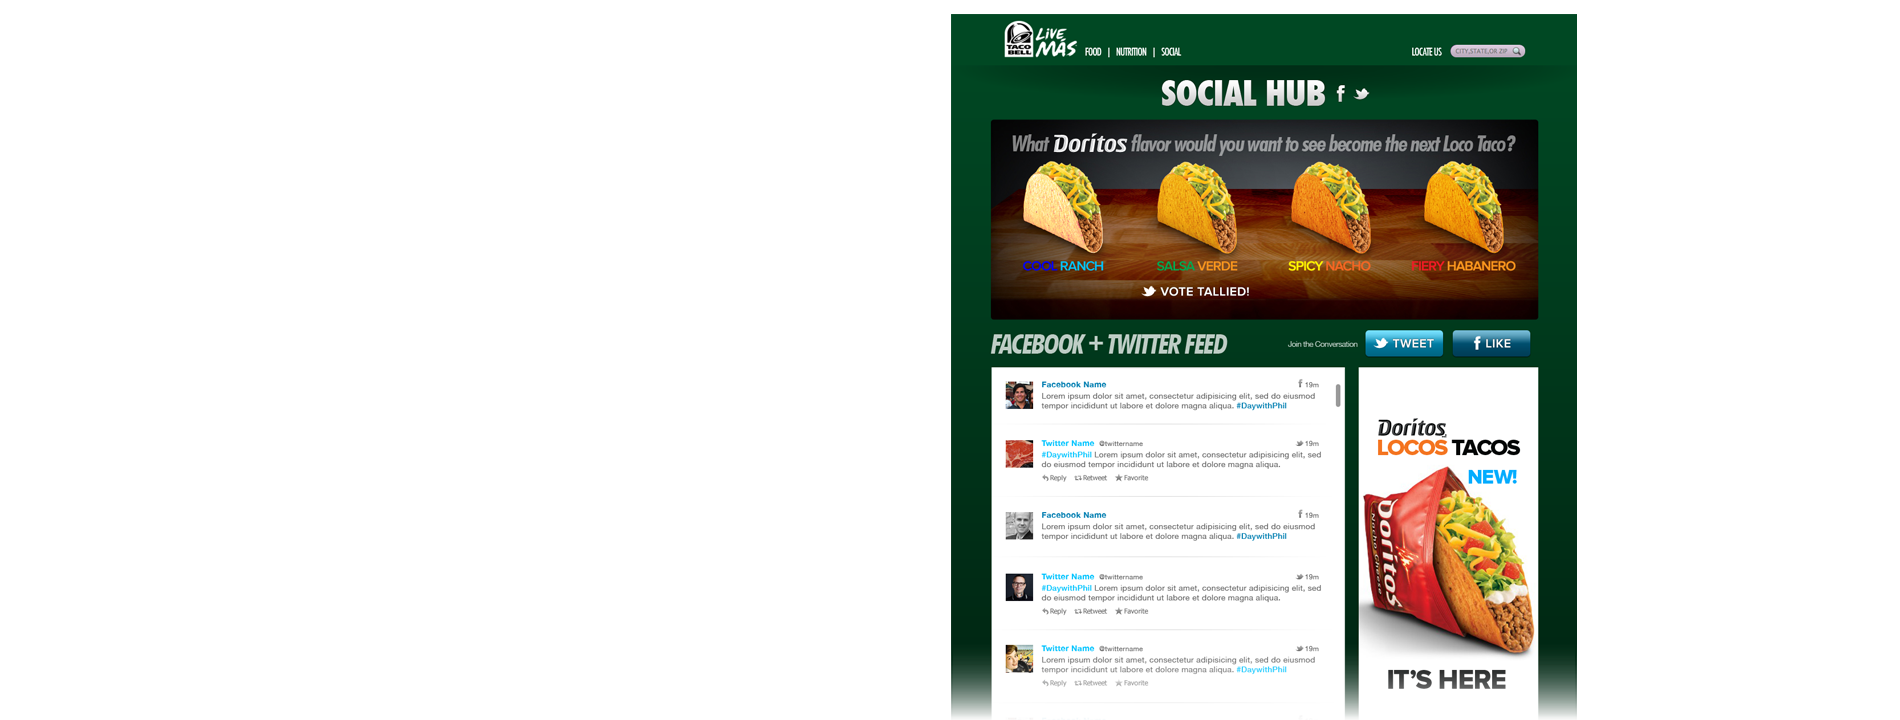 TACO
BELL
LIVE
MÁS
FOOD | NUTRITION | SOCIAL
LOCATE US
CITY,STATE,OR ZIP
SOCIAL HUB
What Doritos flavor would you want to see become the next Loco Taco?
COOL RANCH
SALSA VERDE
SPICY NACHO
FIERY HABANERO
VOTE TALLIED!
FACEBOOK + TWITTER FEED
Join the Conversation
TWEET
LIKE
Facebook Name
19m
Lorem ipsum dolor sit amet, consectetur adipisicing elit, sed do eiusmod
tempor incididunt ut labore et dolore magna aliqua. #DaywithPhil
Twitter Name @twittername
19m
#DaywithPhil Lorem ipsum dolor sit amet, consectetur adipisicing elit, sed
do eiusmod tempor incididunt ut labore et dolore magna aliqua.
Reply Retweet Favorite
Facebook Name
19m
Lorem ipsum dolor sit amet, consectetur adipisicing elit, sed do eiusmod
tempor incididunt ut labore et dolore magna aliqua. #DaywithPhil
Twitter Name @twittername
19m
#DaywithPhil Lorem ipsum dolor sit amet, consectetur adipisicing elit, sed
do eiusmod tempor incididunt ut labore et dolore magna aliqua.
Reply Retweet Favorite
Twitter Name @twittername
19m
Lorem ipsum dolor sit amet, consectetur adipisicing elit, sed do eiusmod
tempor incididunt ut labore et dolore magna aliqua. #DaywithPhil
Reply Retweet Favorite
Doritos
LOCOS TACOS
NEW!
Doritos
Nacho Cheese
IT'S HERE